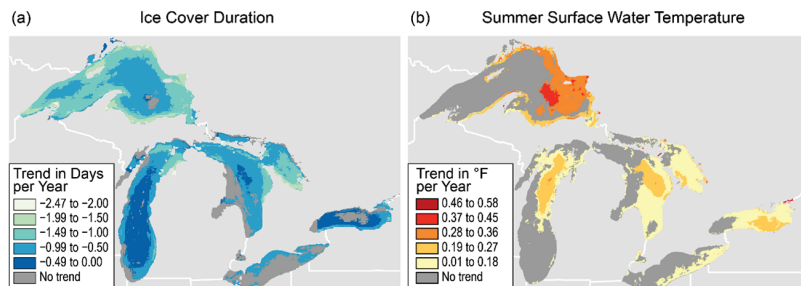 (a) Ice Cover Duration
Trend in Days
per Year
−2.47 to −2.00
−1.99 to −1.50
−1.49 to −1.00
−0.99 to −0.50
−0.49 to 0.00
No trend
(b) Summer Surface Water Temperature
Trend in °F
per Year
0.46 to 0.58
0.37 to 0.45
0.28 to 0.36
0.19 to 0.27
0.01 to 0.18
No trend